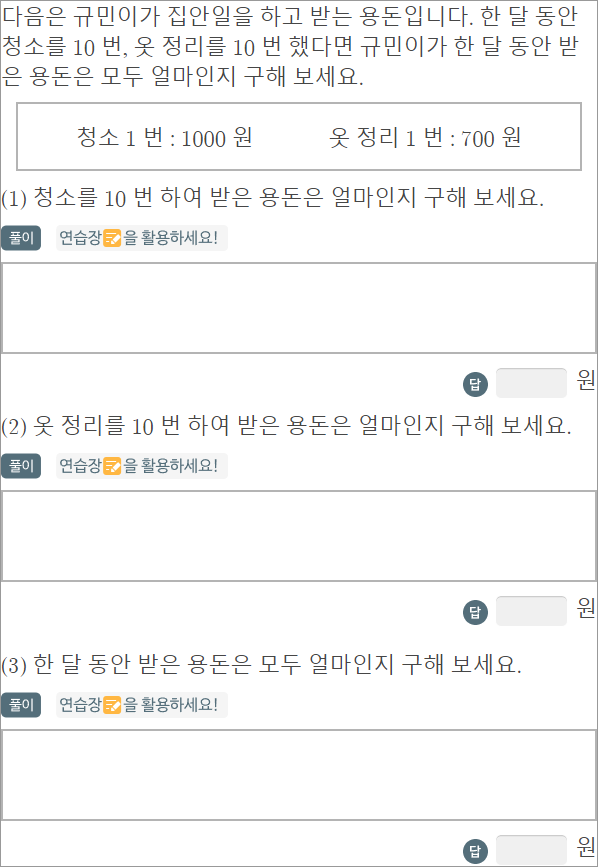 다음은 규민이가 집안일을 하고 받는 용돈입니다. 한 달 동안
청소를 10 번, 옷 정리를 10 번 했다면 규민이가 한 달 동안 받
은 용돈은 모두 얼마인지 구해 보세요.
청소 1 번 : 1000 원 옷 정리 1 번 : 700 원
(1) 청소를 10 번 하여 받은 용돈은 얼마인지 구해 보세요.
풀이 연습장을 활용하세요!
답 원
(2) 옷 정리를 10 번 하여 받은 용돈은 얼마인지 구해 보세요.
풀이 연습장을 활용하세요!
답 원
(3) 한 달 동안 받은 용돈은 모두 얼마인지 구해 보세요.
풀이 연습장을 활용하세요!
답 원